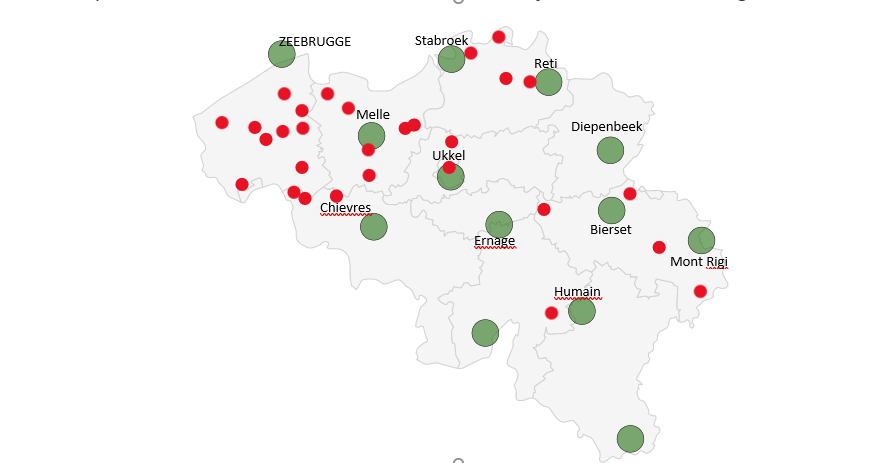 ZEEBRUGGE
Stabroek
Reti
Melle
Diepenbeek
Ukkel
Chievres
Bierset
Ernage
Mont Rigi
Humain